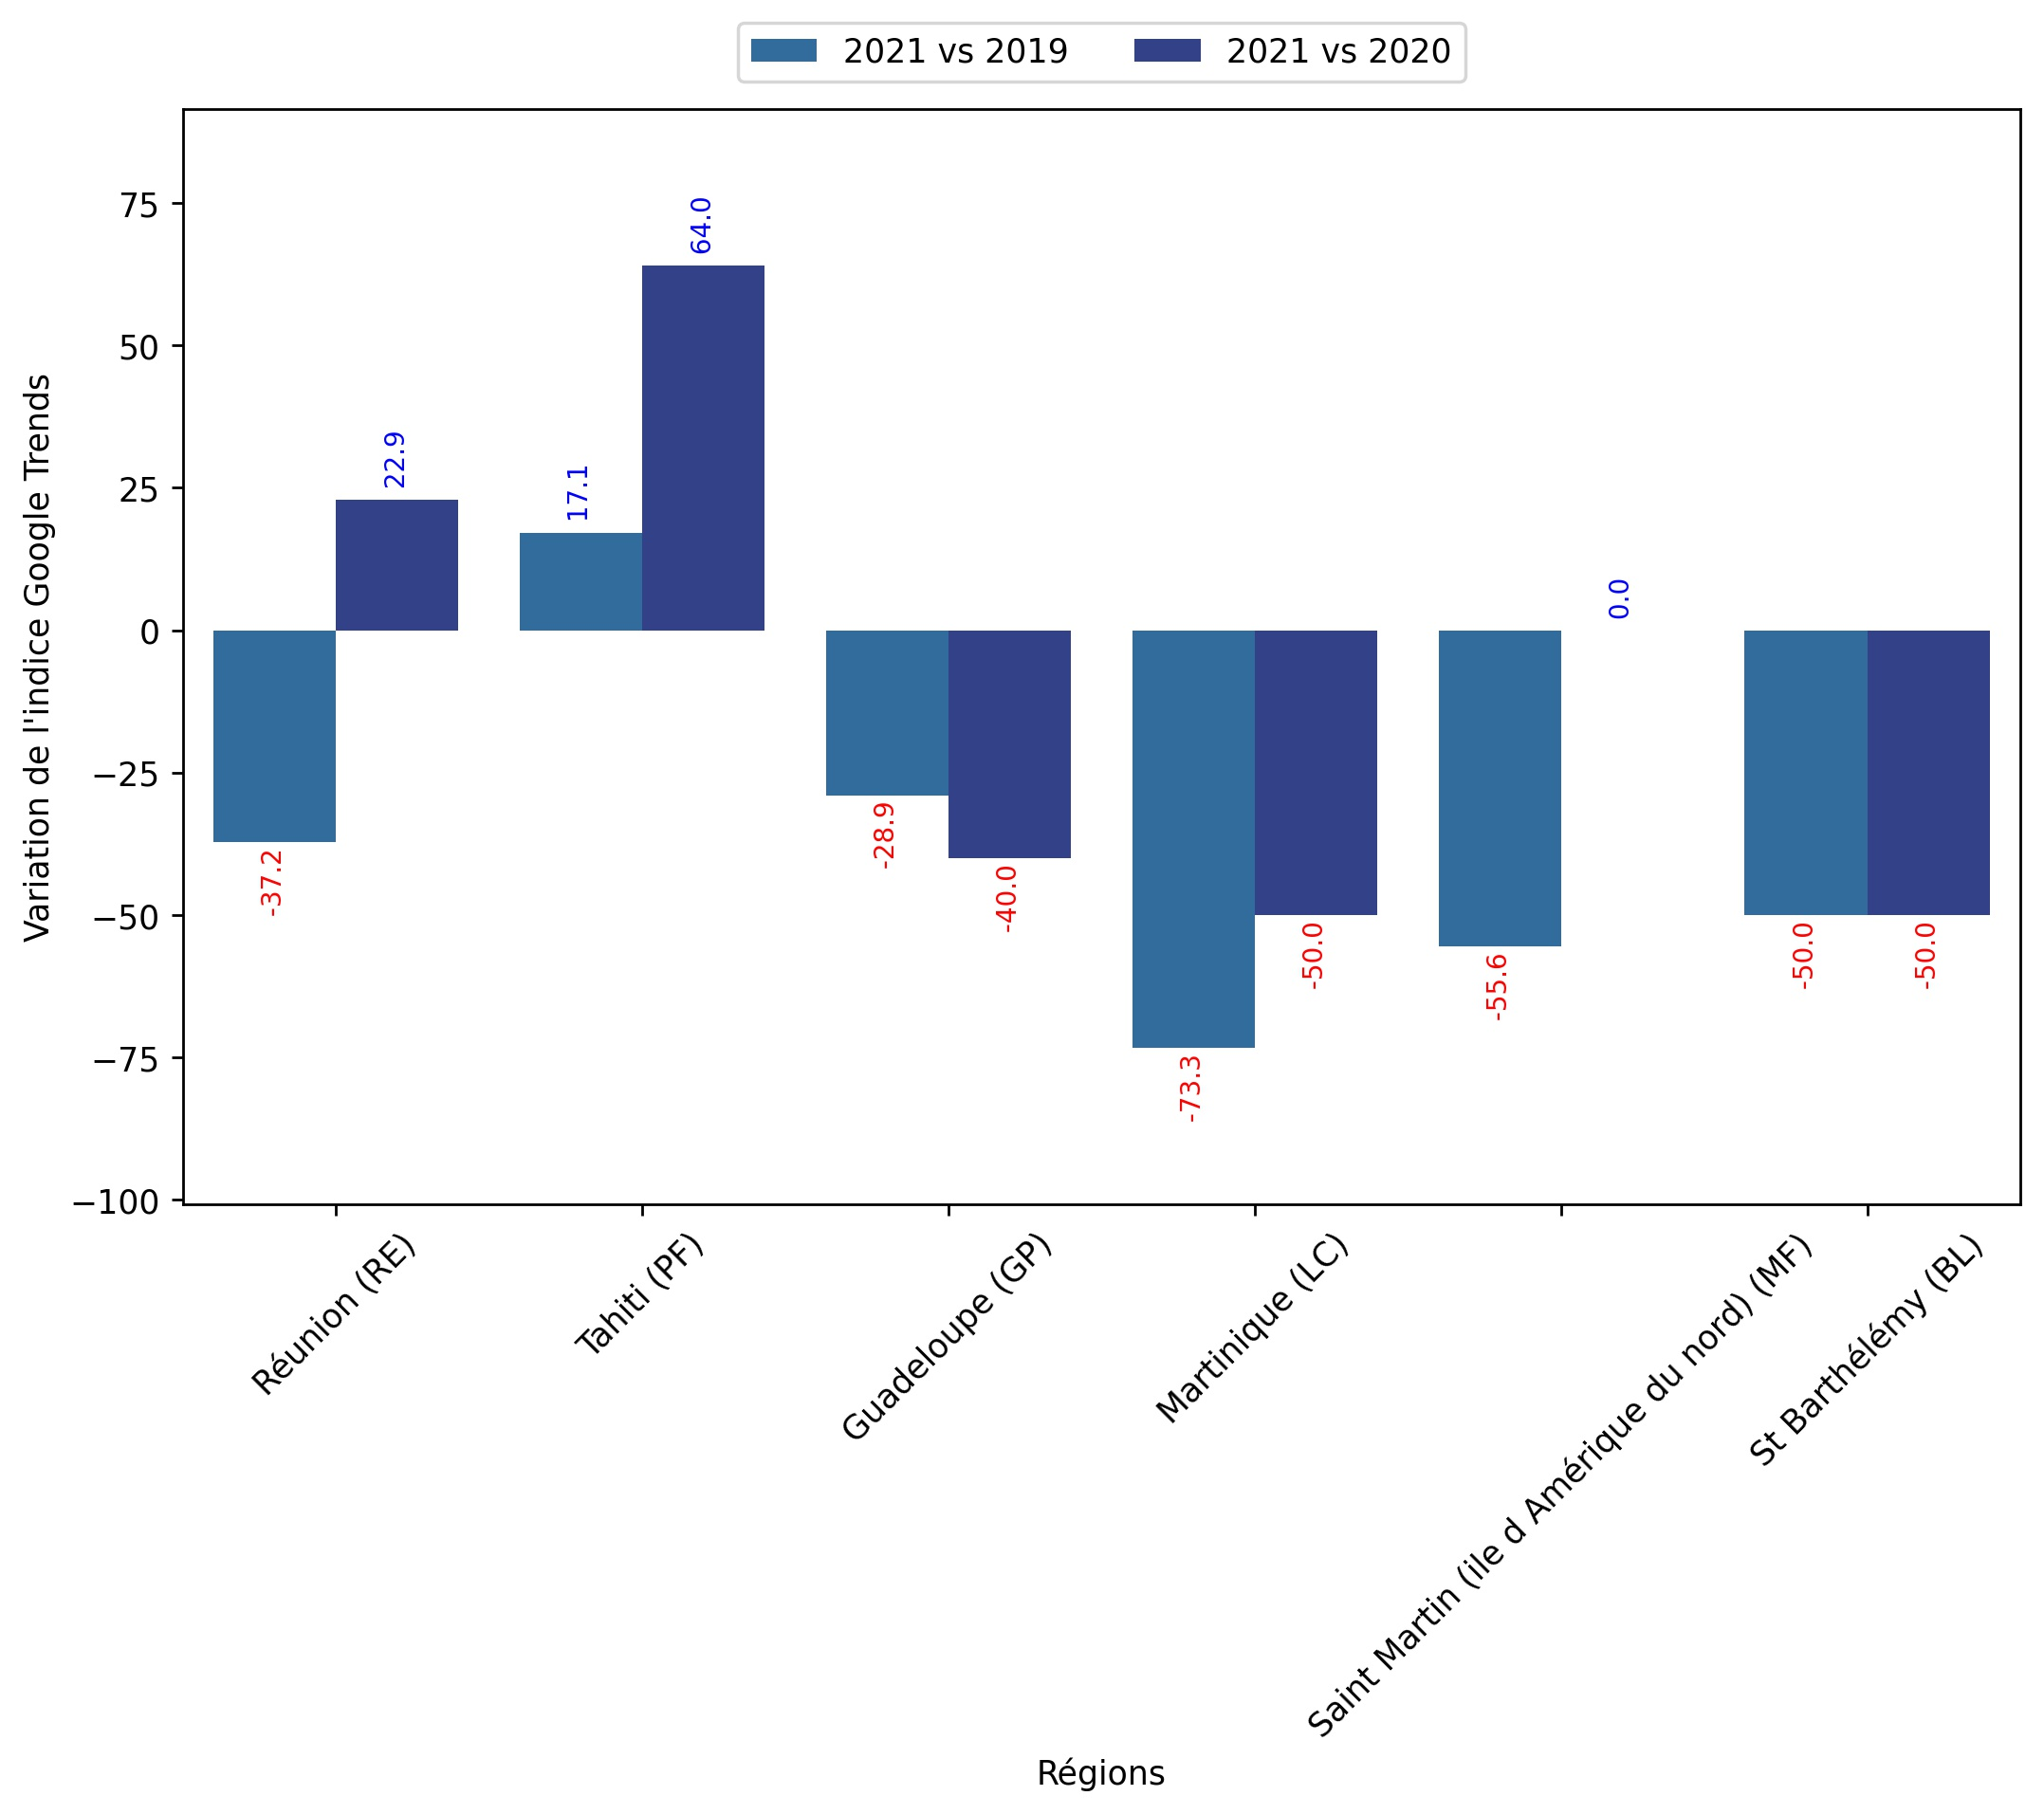 2021 vs 2019
2021 vs 2020
Variation de l'indice Google Trends
75
50
25
0
−25
−50
−75
−100
-37.2
22.9
17.1
64.0
-28.9
-40.0
-73.3
-50.0
-55.6
0.0
-50.0
-50.0
Réunion (RE)
Tahiti (PF)
Guadeloupe (GP)
Martinique (LC)
Saint Martin (ile d Amérique du nord) (MF)
St Barthélémy (BL)
Régions